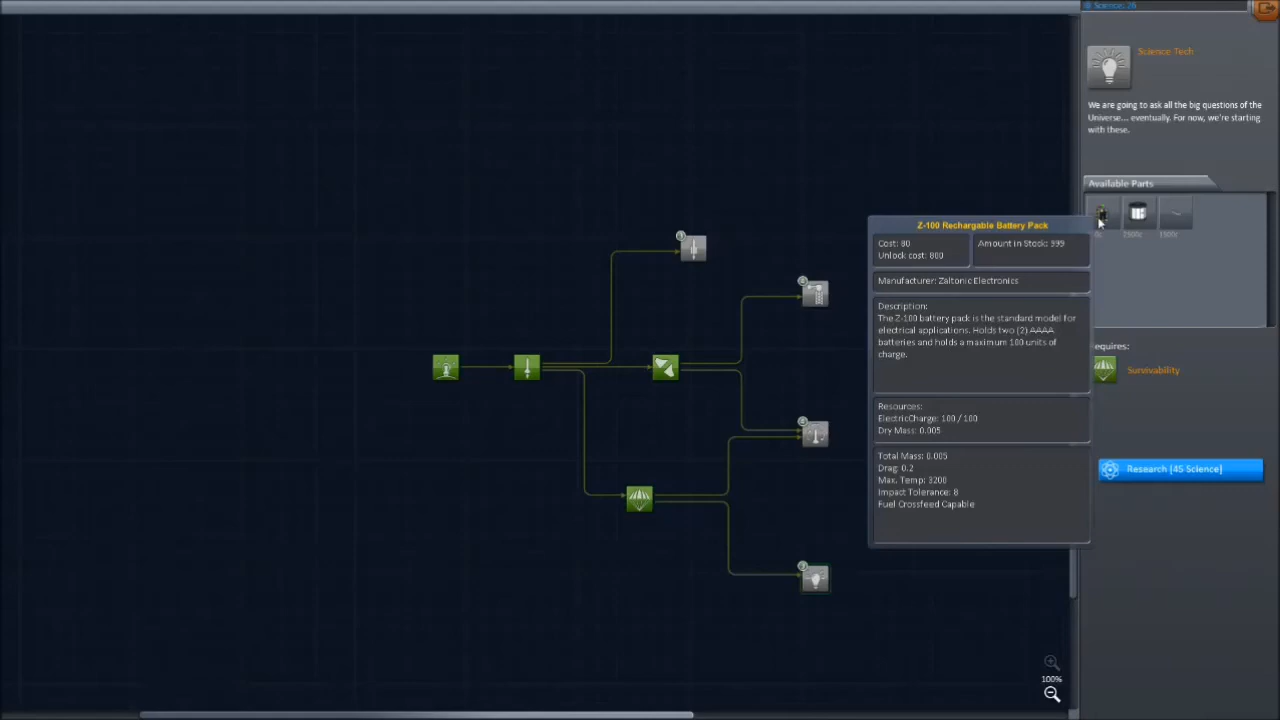 Science: 26
Science Tech
We are going to ask all the big questions of the
Universe... eventually. For now, we're starting
with these.
Available Parts
2500c
1500c
Z-100 Rechargable Battery Pack
Cost: 80
Unlock cost: 800
Amount in Stock: 999
Manufacturer: Zaltonic Electronics
Description:
The Z-100 battery pack is the standard model for
electrical applications. Holds two (2) AAAA
batteries and holds a maximum 100 units of
charge.
Resources:
ElectricCharge: 100 / 100
Dry Mass: 0.005
Total Mass: 0.005
Drag: 0.2
Max. Temp: 3200
Impact Tolerance: 8
Fuel Crossfeed Capable
Survivability
Research [45 Science]
100%